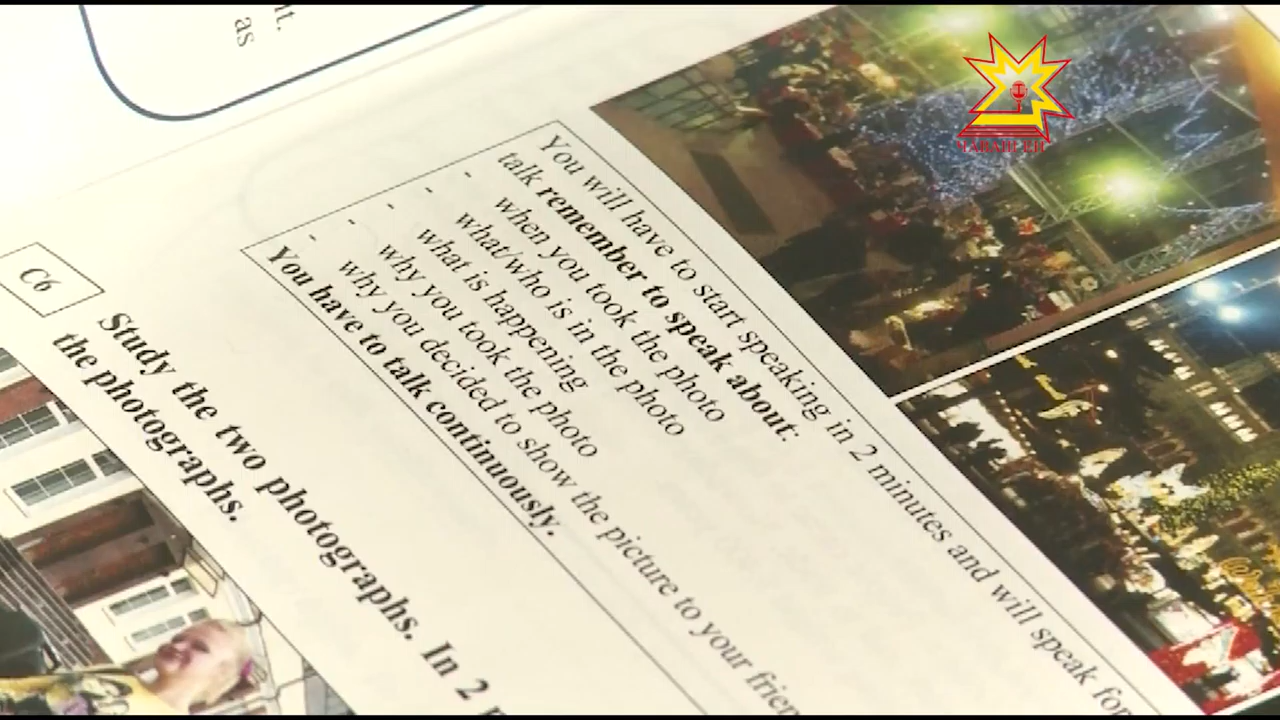 t.
as
You will have to start speaking in 2 minutes and will speak for
talk remember to speak about:
- when you took the photo
- what/who is in the photo
- what is happening
- why you took the photo
- why you decided to show the picture to your frien
You have to talk continuously.
C6
Study the two photographs. In 2
the photographs.